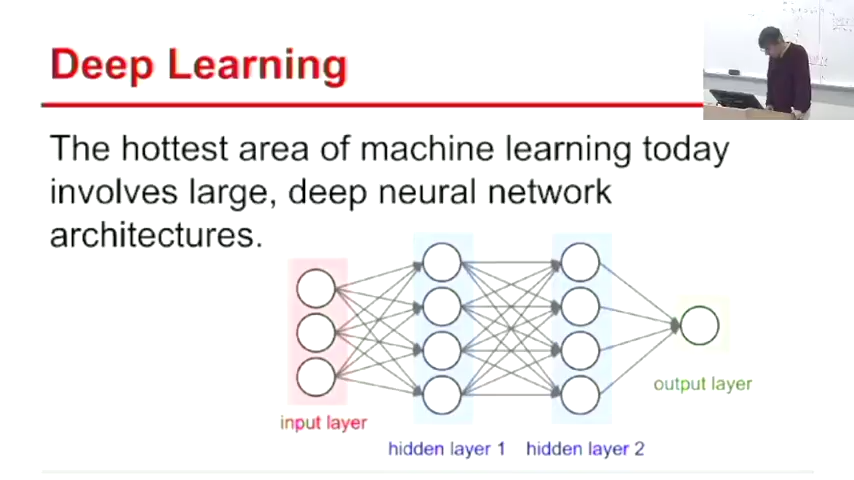 Deep Learning
The hottest area of machine learning today
involves large, deep neural network
architectures.
output layer
input layer
hidden layer 1 hidden layer 2